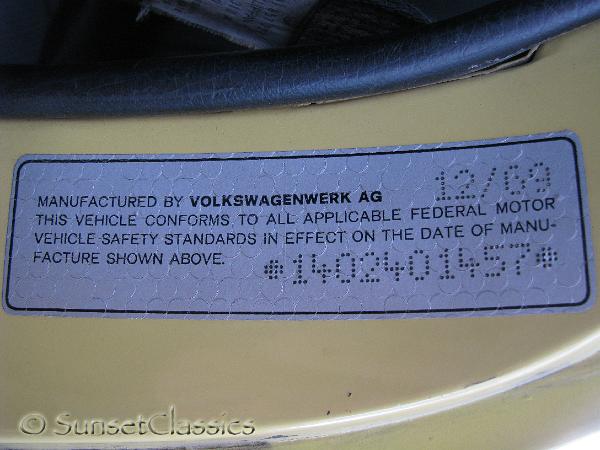 12/69
MANUFACTURED BY VOLKSWAGENWERK AG
THIS VEHICLE CONFORMS TO ALL APPLICABLE FEDERAL MOTOR
VEHICLE SAFETY STANDARDS IN EFFECT ON THE DATE OF MANU-
FACTURE SHOWN ABOVE.
*1402401457*
© SunsetClassics